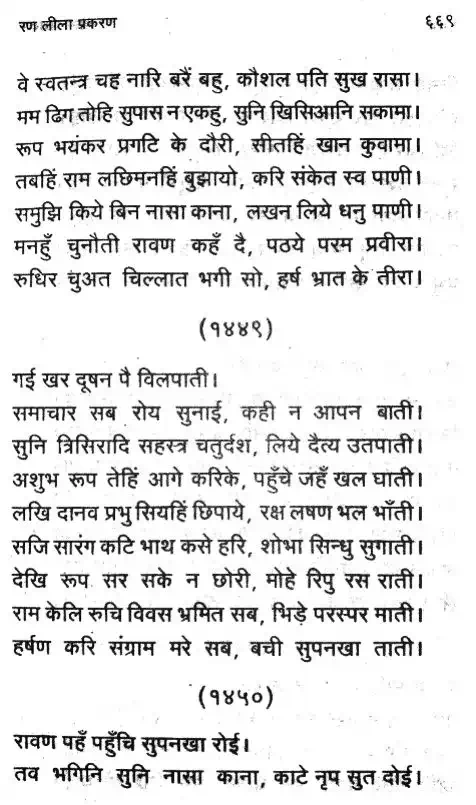 रण लीला प्रकरण ६६९
वे स्वतन्त्र चह नारि बरैं बहु, कौशल पति सुख रासा।
मम ढिग तोहि सुपास न एकहु, सुनि खिसिआनि सकामा।
रूप भयंकर प्रगटि के दौरी, सीतहिं खान कुवामा।
तबहिं राम लछिमनहिं बुझायो, करि संकेत स्व पाणी।
समुझि किये बिन नासा काना, लखन लिये धनु पाणी।
मनहुँ चुनौती रावण कहँ दै, पठये परम प्रवीरा।
रुधिर चुअत चिल्लात भगी सो, हर्ष भ्रात के तीरा।
(१४४९)
गई खर दूषन पै विलपाती।
समाचार सब रोय सुनाई, कही न आपन बाती।
सुनि त्रिसिरादि सहस्त्र चतुर्दश, लिये दैत्य उतपाती।
अशुभ रूप तेहिं आगे करिके, पहुँचे जहँ खल घाती।
लखि दानव प्रभु सियहिं छिपाये, रक्ष लषण भल भाँती।
सजि सारंग कटि भाथ कसे हरि, शोभा सिन्धु सुगाती।
देखि रूप सर सके न छोरी, मोहे रिपु रस राती।
राम केलि रुचि विवस भ्रमित सब, भिड़े परस्पर माती।
हर्षण करि संग्राम मरे सब, बची सुपनखा ताती।
(१४५०)
रावण पहँ पहुँचि सुपनखा रोई।
तव भगिनि सुनि नासा काना, काटे नृप सुत दोई।